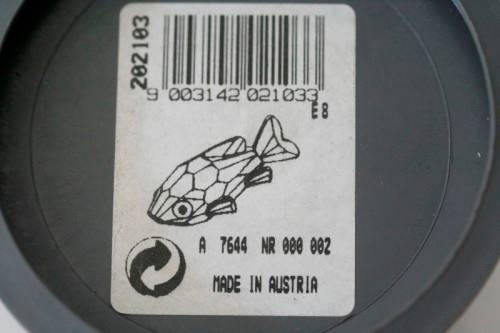 202103
9 003142 021033
E8
A 7644 NR 000 002
MADE IN AUSTRIA